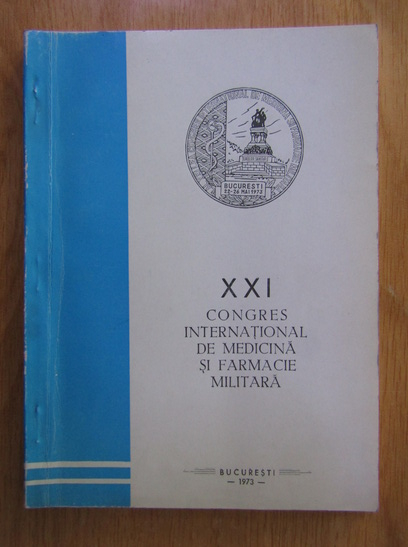 BUCUREȘTI
22-26 MAI 1973
XXI
CONGRES
INTERNAȚIONAL
DE MEDICINĂ
ȘI FARMACIE
MILITARĂ
BUCUREȘTI
— 1973 —